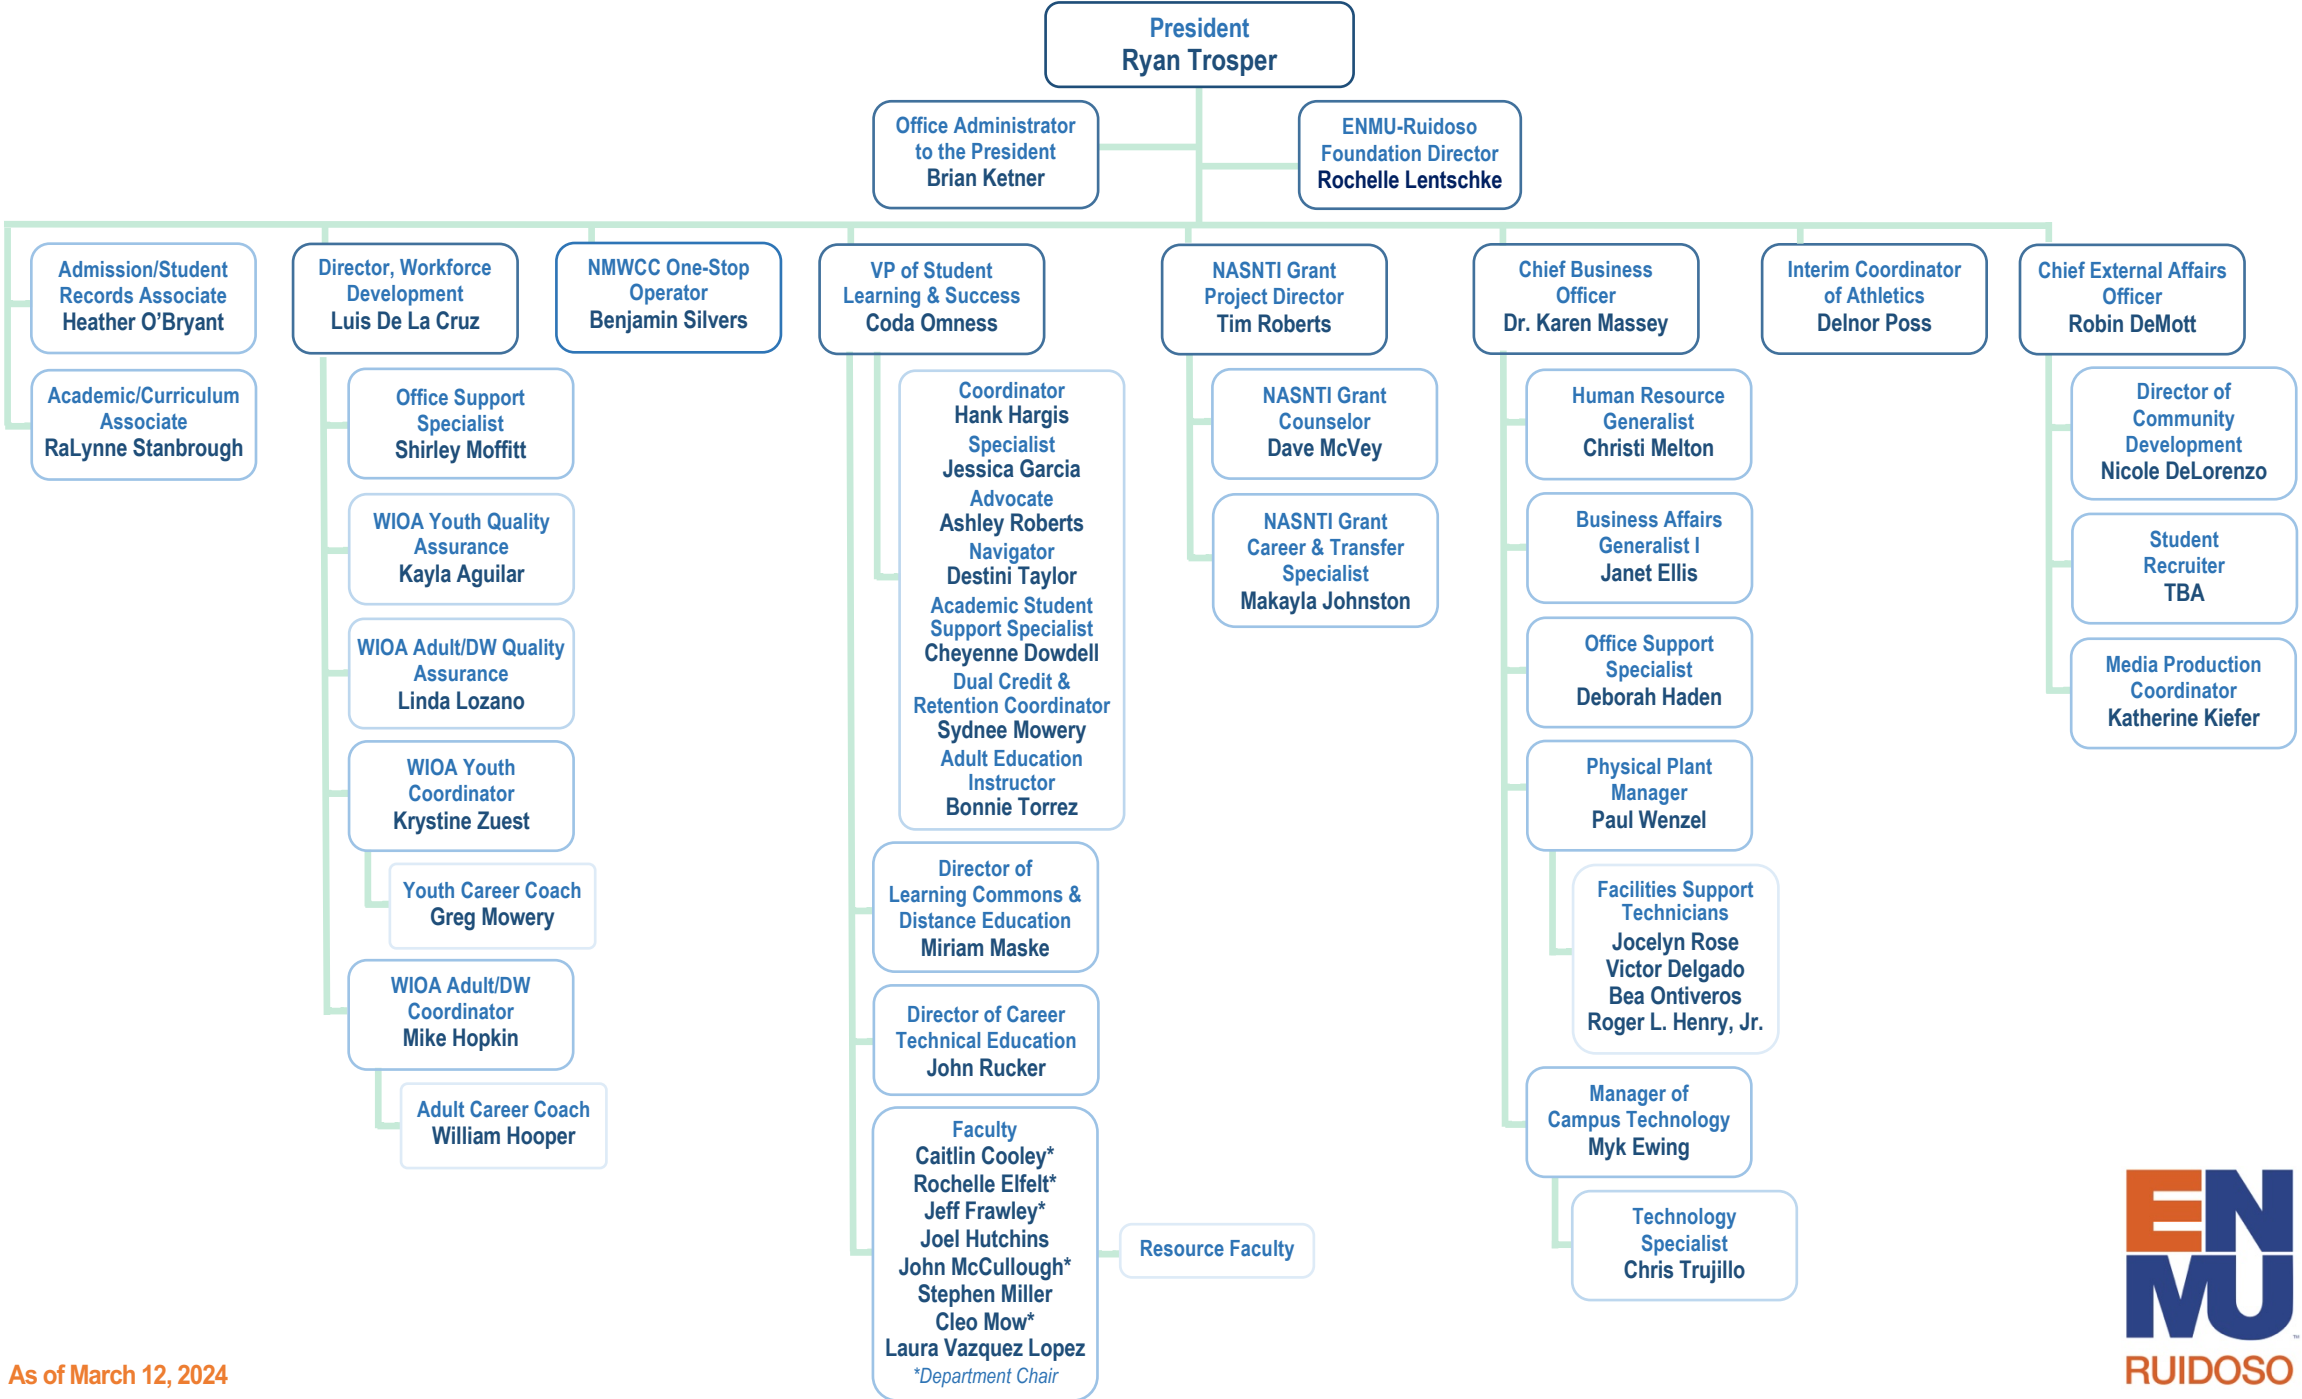 President
Ryan Trosper
Office Administrator
to the President
Brian Ketner
ENMU-Ruidoso
Foundation Director
Rochelle Lentschke
Admission/Student
Records Associate
Heather O’Bryant
Academic/Curriculum
Associate
RaLynne Stanbrough
Director, Workforce
Development
Luis De La Cruz
Office Support
Specialist
Shirley Moffitt
WIOA Youth Quality
Assurance
Kayla Aguilar
WIOA Adult/DW Quality
Assurance
Linda Lozano
WIOA Youth
Coordinator
Krystine Zuest
Youth Career Coach
Greg Mowery
WIOA Adult/DW
Coordinator
Mike Hopkin
Adult Career Coach
William Hooper
NMWCC One-Stop
Operator
Benjamin Silvers
VP of Student
Learning & Success
Coda Omness
Coordinator
Hank Hargis
Specialist
Jessica Garcia
Advocate
Ashley Roberts
Navigator
Destini Taylor
Academic Student
Support Specialist
Cheyenne Dowdell
Dual Credit &
Retention Coordinator
Sydnee Mowery
Adult Education
Instructor
Bonnie Torrez
Director of
Learning Commons &
Distance Education
Miriam Maske
Director of Career
Technical Education
John Rucker
Faculty
Caitlin Cooley*
Rochelle Elfelt*
Jeff Frawley*
Joel Hutchins
John McCullough*
Stephen Miller
Cleo Mow*
Laura Vazquez Lopez
*Department Chair
Resource Faculty
NASNTI Grant
Project Director
Tim Roberts
NASNTI Grant
Counselor
Dave McVey
NASNTI Grant
Career & Transfer
Specialist
Makayla Johnston
Chief Business
Officer
Dr. Karen Massey
Human Resource
Generalist
Christi Melton
Business Affairs
Generalist I
Janet Ellis
Office Support
Specialist
Deborah Haden
Physical Plant
Manager
Paul Wenzel
Facilities Support
Technicians
Jocelyn Rose
Victor Delgado
Bea Ontiveros
Roger L. Henry, Jr.
Manager of
Campus Technology
Myk Ewing
Technology
Specialist
Chris Trujillo
Interim Coordinator
of Athletics
Delnor Poss
Chief External Affairs
Officer
Robin DeMott
Director of
Community
Development
Nicole DeLorenzo
Student
Recruiter
TBA
Media Production
Coordinator
Katherine Kiefer
As of March 12, 2024
EN
MU
™
RUIDOSO